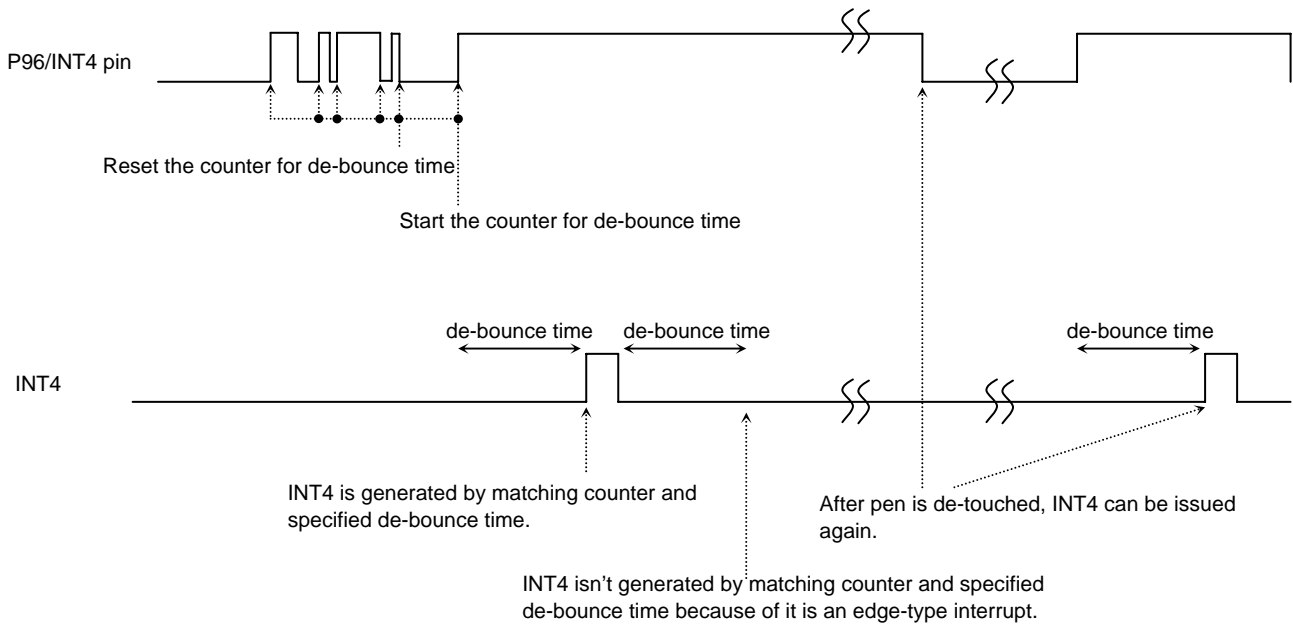 P96/INT4 pin
Reset the counter for de-bounce time
Start the counter for de-bounce time
de-bounce time
de-bounce time
de-bounce time
INT4
INT4 is generated by matching counter and
specified de-bounce time.
After pen is de-touched, INT4 can be issued
again.
INT4 isn’t generated by matching counter and specified
de-bounce time because of it is an edge-type interrupt.